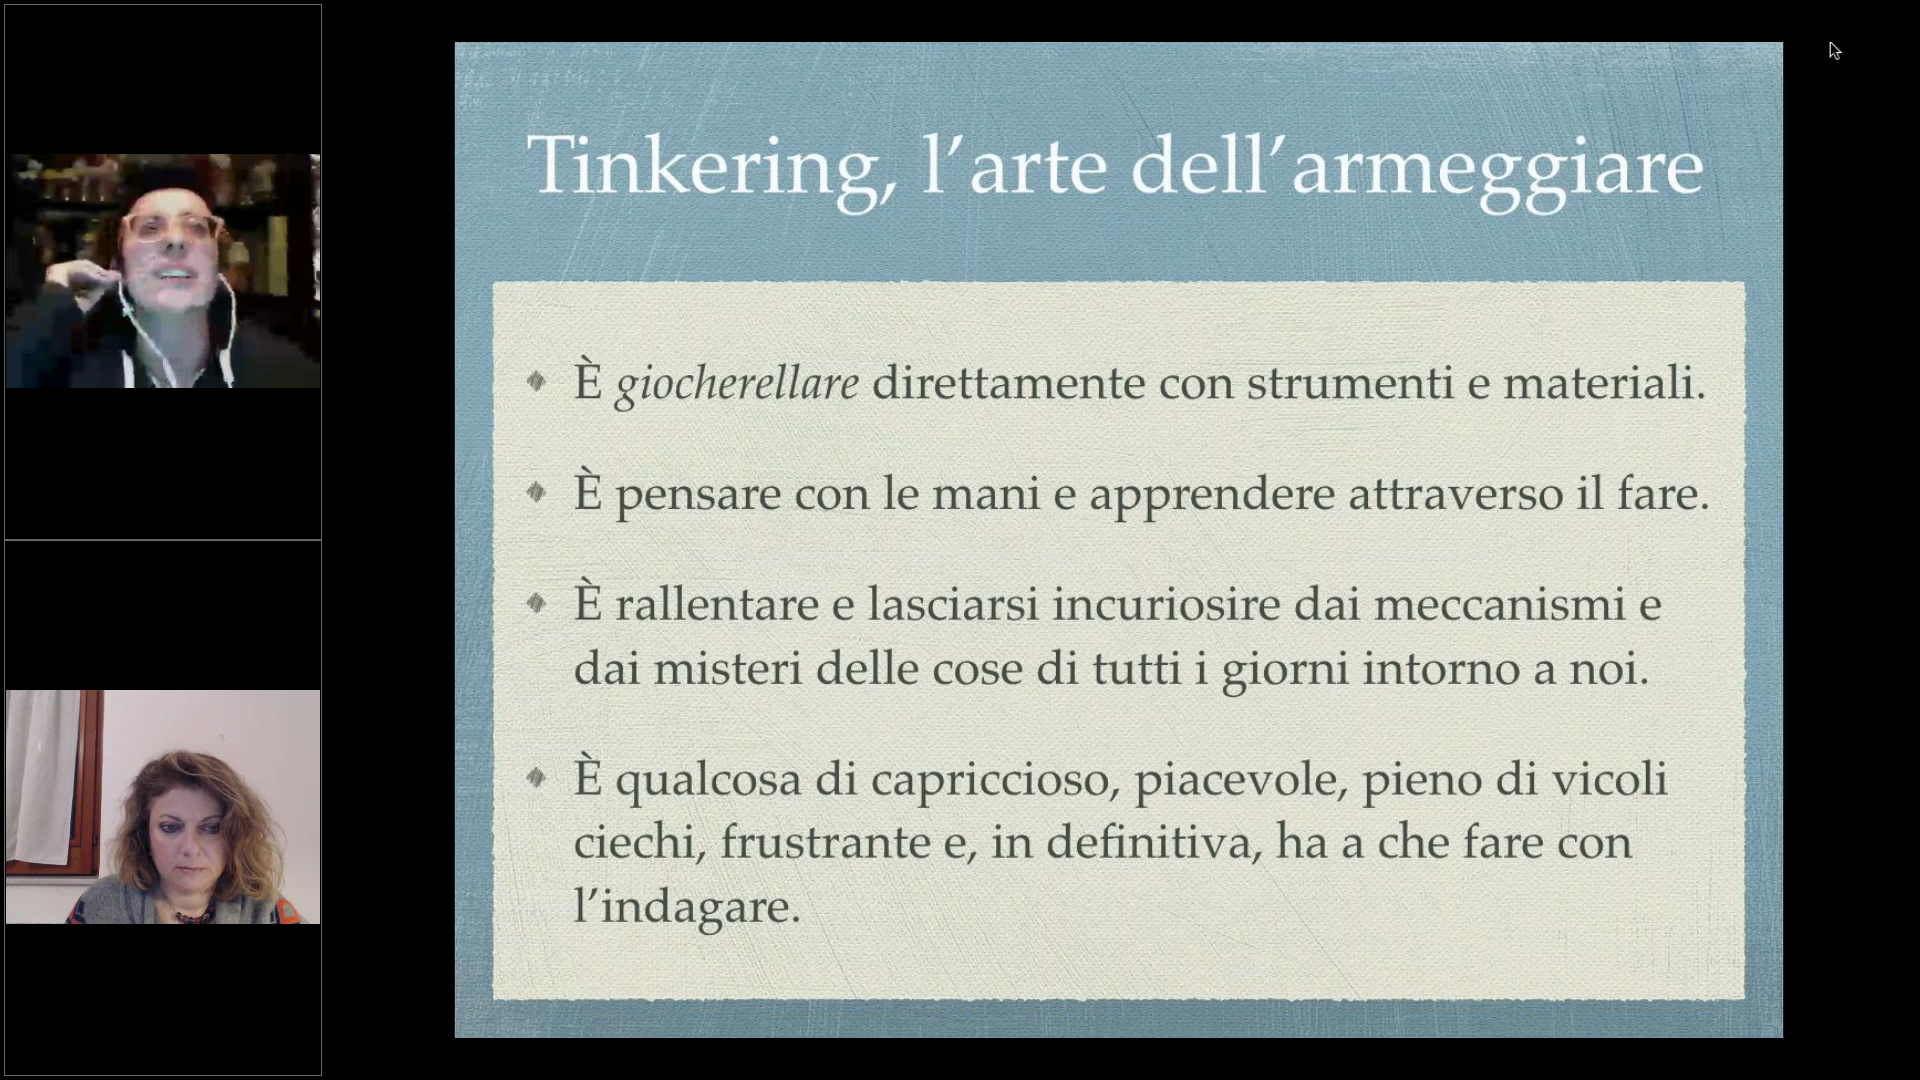 Tinkering, l’arte dell’armeggiare
È giocherellare direttamente con strumenti e materiali.
È pensare con le mani e apprendere attraverso il fare.
È rallentare e lasciarsi incuriosire dai meccanismi e
dai misteri delle cose di tutti i giorni intorno a noi.
È qualcosa di capriccioso, piacevole, pieno di vicoli
ciechi, frustrante e, in definitiva, ha a che fare con
l’indagare.